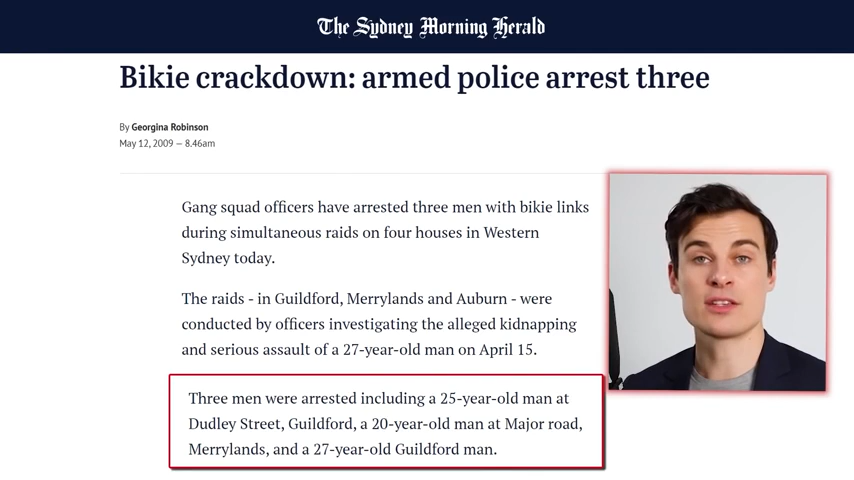 The Sydney Morning Herald
Bikie crackdown: armed police arrest three
By Georgina Robinson
May 12, 2009 — 8.46am
Gang squad officers have arrested three men with bikie links
during simultaneous raids on four houses in Western
Sydney today.
The raids - in Guildford, Merrylands and Auburn - were
conducted by officers investigating the alleged kidnapping
and serious assault of a 27-year-old man on April 15.
Three men were arrested including a 25-year-old man at
Dudley Street, Guildford, a 20-year-old man at Major road,
Merrylands, and a 27-year-old Guildford man.